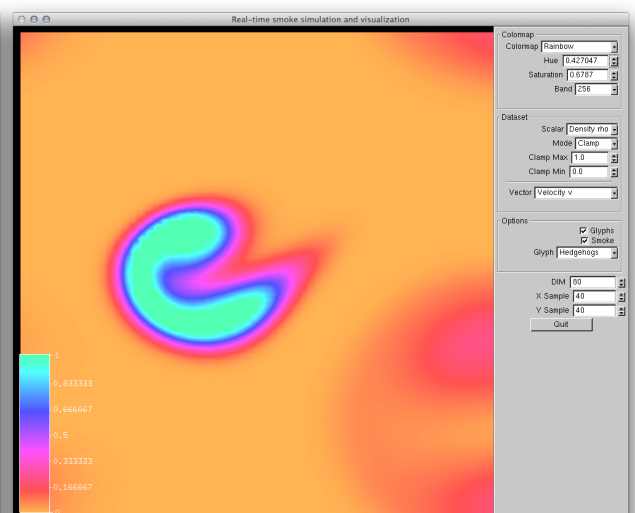 Real-time smoke simulation and visualization
Colormap
Colormap Rainbow
Hue 0.427047
Saturation 0.6787
Band 256
Dataset
Scalar Density rho
Mode Clamp
Clamp Max 1.0
Clamp Min 0.0
Vector Velocity v
Options
Glyphs
Smoke
Glyph Hedgehogs
DIM 80
X Sample 40
Y Sample 40
Quit
1
0.833333
0.666667
0.5
0.333333
0.166667
0